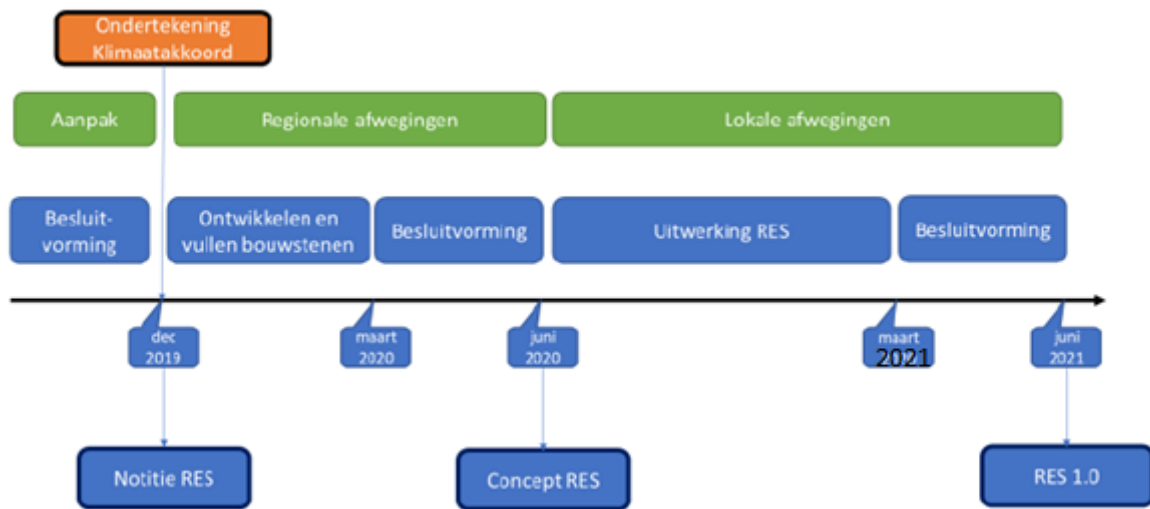 Ondertekening
Klimaatakkoord
Aanpak
Regionale afwegingen
Lokale afwegingen
Besluit-
vorming
Ontwikkelen en
vullen bouwstenen
Besluitvorming
Uitwerking RES
Besluitvorming
dec
2019
maart
2020
juni
2020
maart
2021
juni
2021
Notitie RES
Concept RES
RES 1.0